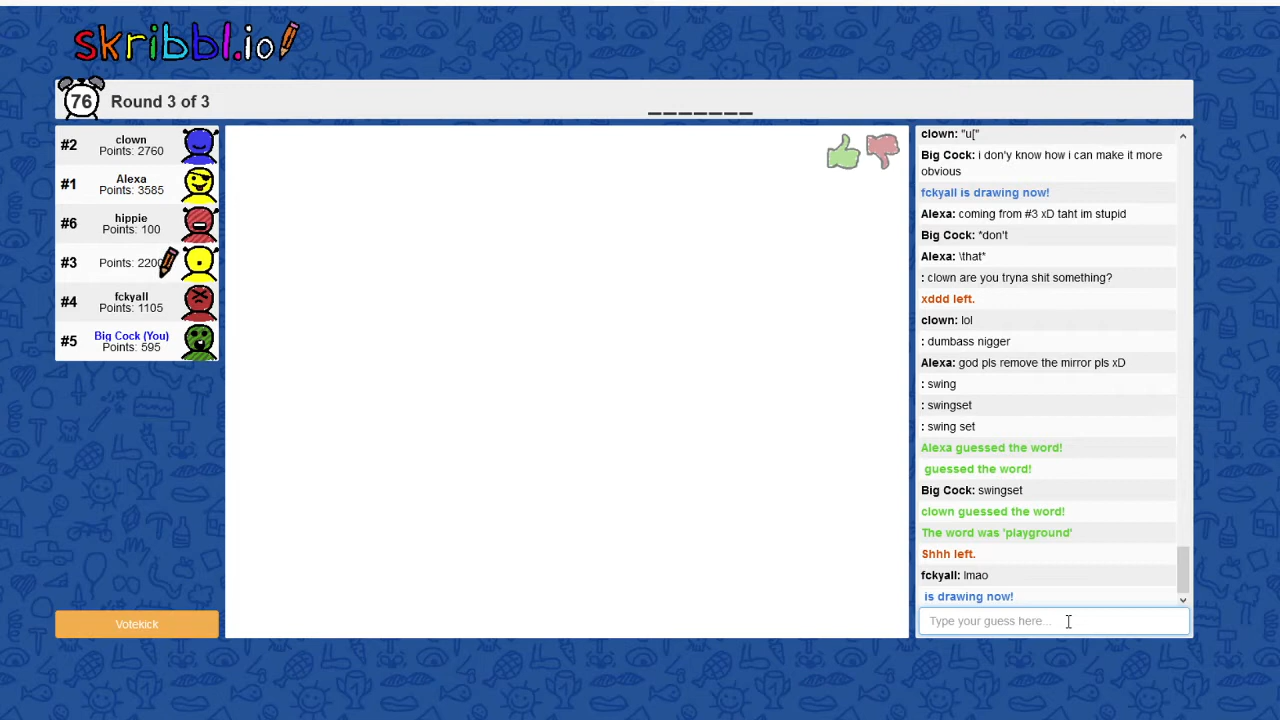 skribbl.io
76
Round 3 of 3
_______
#2
clown
Points: 2760
#1
Alexa
Points: 3585
#6
hippie
Points: 100
#3
Points: 2200
#4
fckyall
Points: 1105
#5
Big Cock (You)
Points: 595
Votekick
clown: "u["
Big Cock: i don'y know how i can make it more
obvious
fckyall is drawing now!
Alexa: coming from #3 xD taht im stupid
Big Cock: *don't
Alexa: \that*
: clown are you tryna shit something?
xddd left.
clown: lol
: dumbass nigger
Alexa: god pls remove the mirror pls xD
: swing
: swingset
: swing set
Alexa guessed the word!
guessed the word!
Big Cock: swingset
clown guessed the word!
The word was 'playground'
Shhh left.
fckyall: lmao
is drawing now!
Type your guess here...